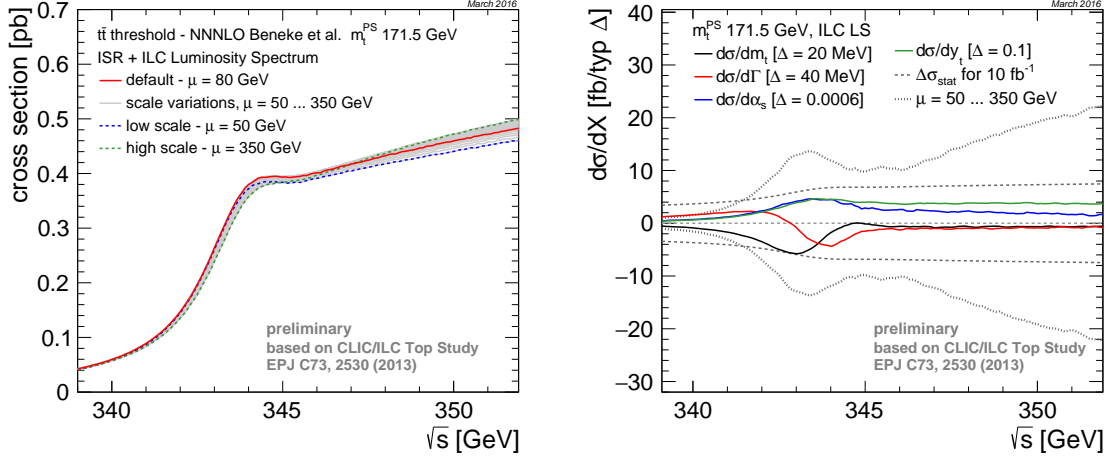 March 2016
tt̄ threshold - NNNLO Beneke et al. m_t^PS 171.5 GeV
ISR + ILC Luminosity Spectrum
default - μ = 80 GeV
scale variations, μ = 50 ... 350 GeV
low scale - μ = 50 GeV
high scale - μ = 350 GeV
cross section [pb]
0.7
0.6
0.5
0.4
0.3
0.2
0.1
0
preliminary
based on CLIC/ILC Top Study
EPJ C73, 2530 (2013)
340 345 350
√s [GeV]
March 2016
m_t^PS 171.5 GeV, ILC LS
dσ/dm_t [Δ = 20 MeV]
dσ/dΓ [Δ = 40 MeV]
dσ/dα_s [Δ = 0.0006]
dσ/dy_t [Δ = 0.1]
Δσ_stat for 10 fb⁻¹
μ = 50 ... 350 GeV
dσ/dX [fb/typ Δ]
40
30
20
10
0
−10
−20
−30
preliminary
based on CLIC/ILC Top Study
EPJ C73, 2530 (2013)
340 345 350
√s [GeV]